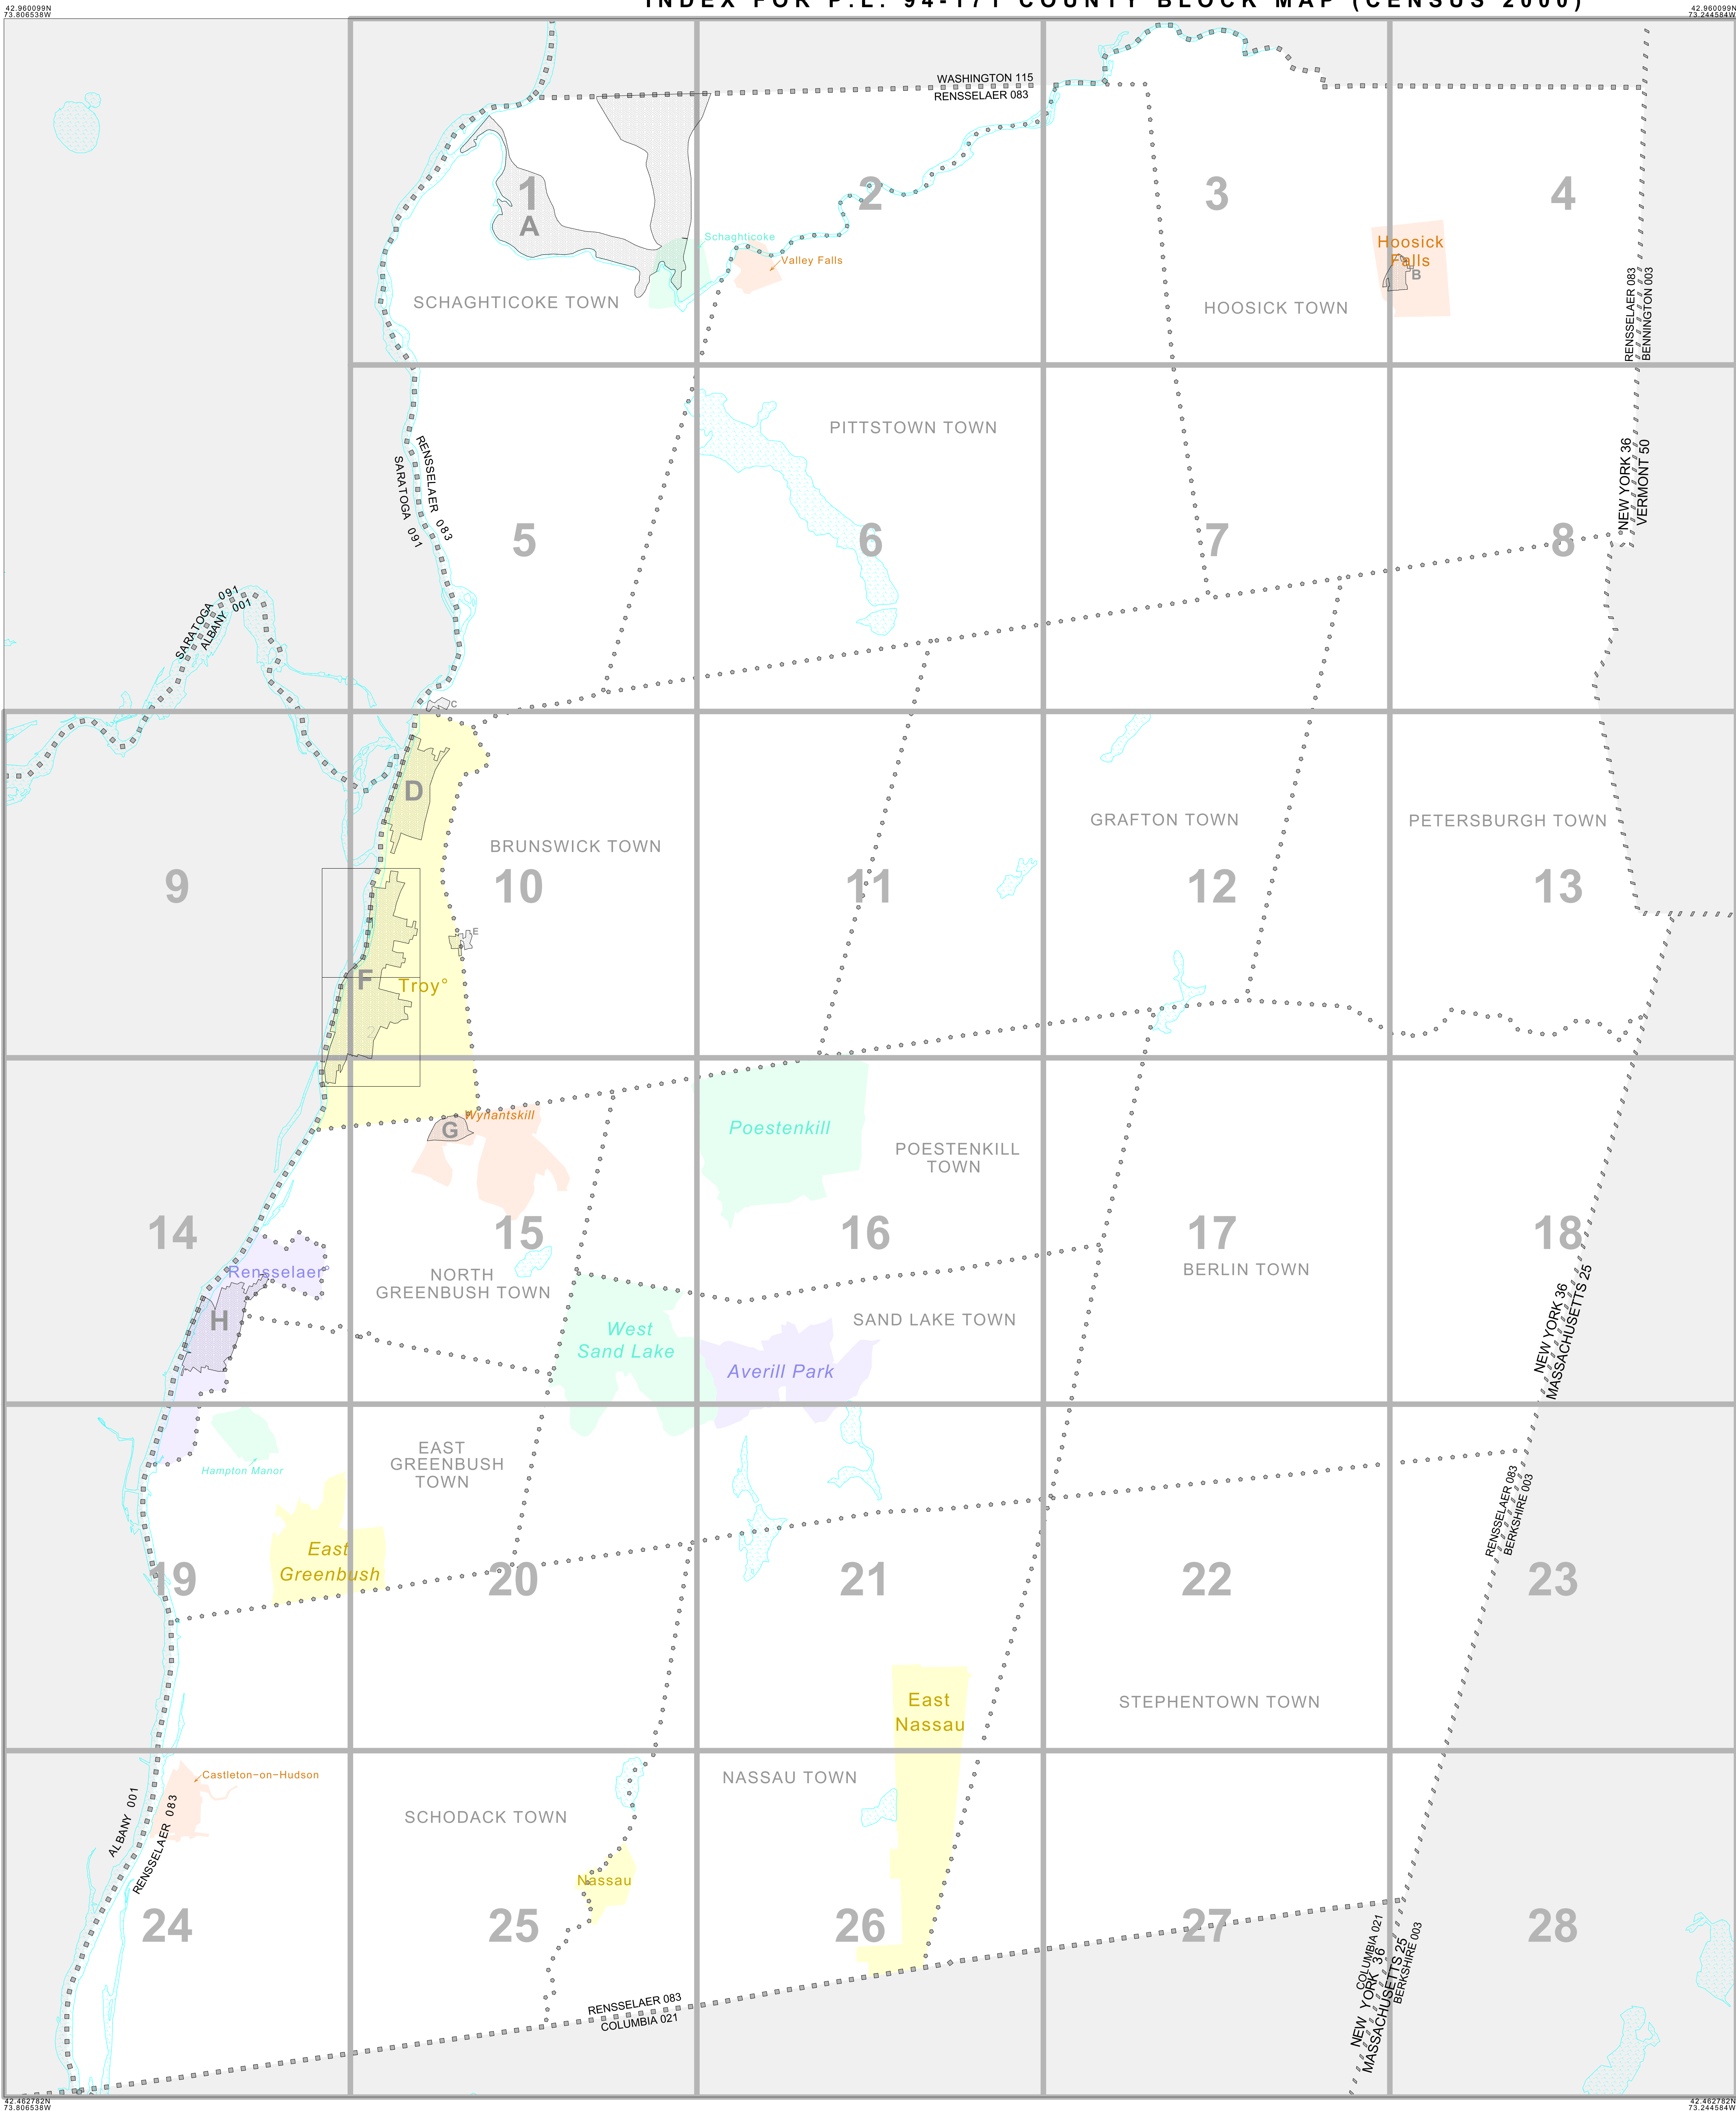 INDEX FOR P.L. 94-171 COUNTY BLOCK MAP (CENSUS 2000)
42.960099N
73.806538W
42.960099N
73.244584W
WASHINGTON 115
RENSSELAER 083
1
A
2
3
4
Schaghticoke
Valley Falls
Hoosick
Falls
B
SCHAGHTICOKE TOWN
HOOSICK TOWN
RENSSELAER 083
BENNINGTON 003
PITTSTOWN TOWN
RENSSELAER 083
SARATOGA 091
NEW YORK 36
VERMONT 50
5
6
7
8
SARATOGA 091
ALBANY 001
C
D
BRUNSWICK TOWN
GRAFTON TOWN
PETERSBURGH TOWN
9
10
11
12
13
E
F
Troy°
2
Wynantskill
G
Poestenkill
POESTENKILL
TOWN
14
15
16
17
18
Rensselaer°
NORTH
GREENBUSH TOWN
BERLIN TOWN
H
West
Sand Lake
SAND LAKE TOWN
Averill Park
NEW YORK 36
MASSACHUSETTS 25
EAST
GREENBUSH
TOWN
Hampton Manor
RENSSELAER 083
BERKSHIRE 003
East
Greenbush
19
20
21
22
23
East
Nassau
STEPHENTOWN TOWN
Castleton-on-Hudson
NASSAU TOWN
SCHODACK TOWN
ALBANY 001
RENSSELAER 083
Nassau
24
25
26
27
28
COLUMBIA 021
BERKSHIRE 003
NEW YORK 36
MASSACHUSETTS 25
RENSSELAER 083
COLUMBIA 021
42.462782N
73.806538W
42.462782N
73.244584W